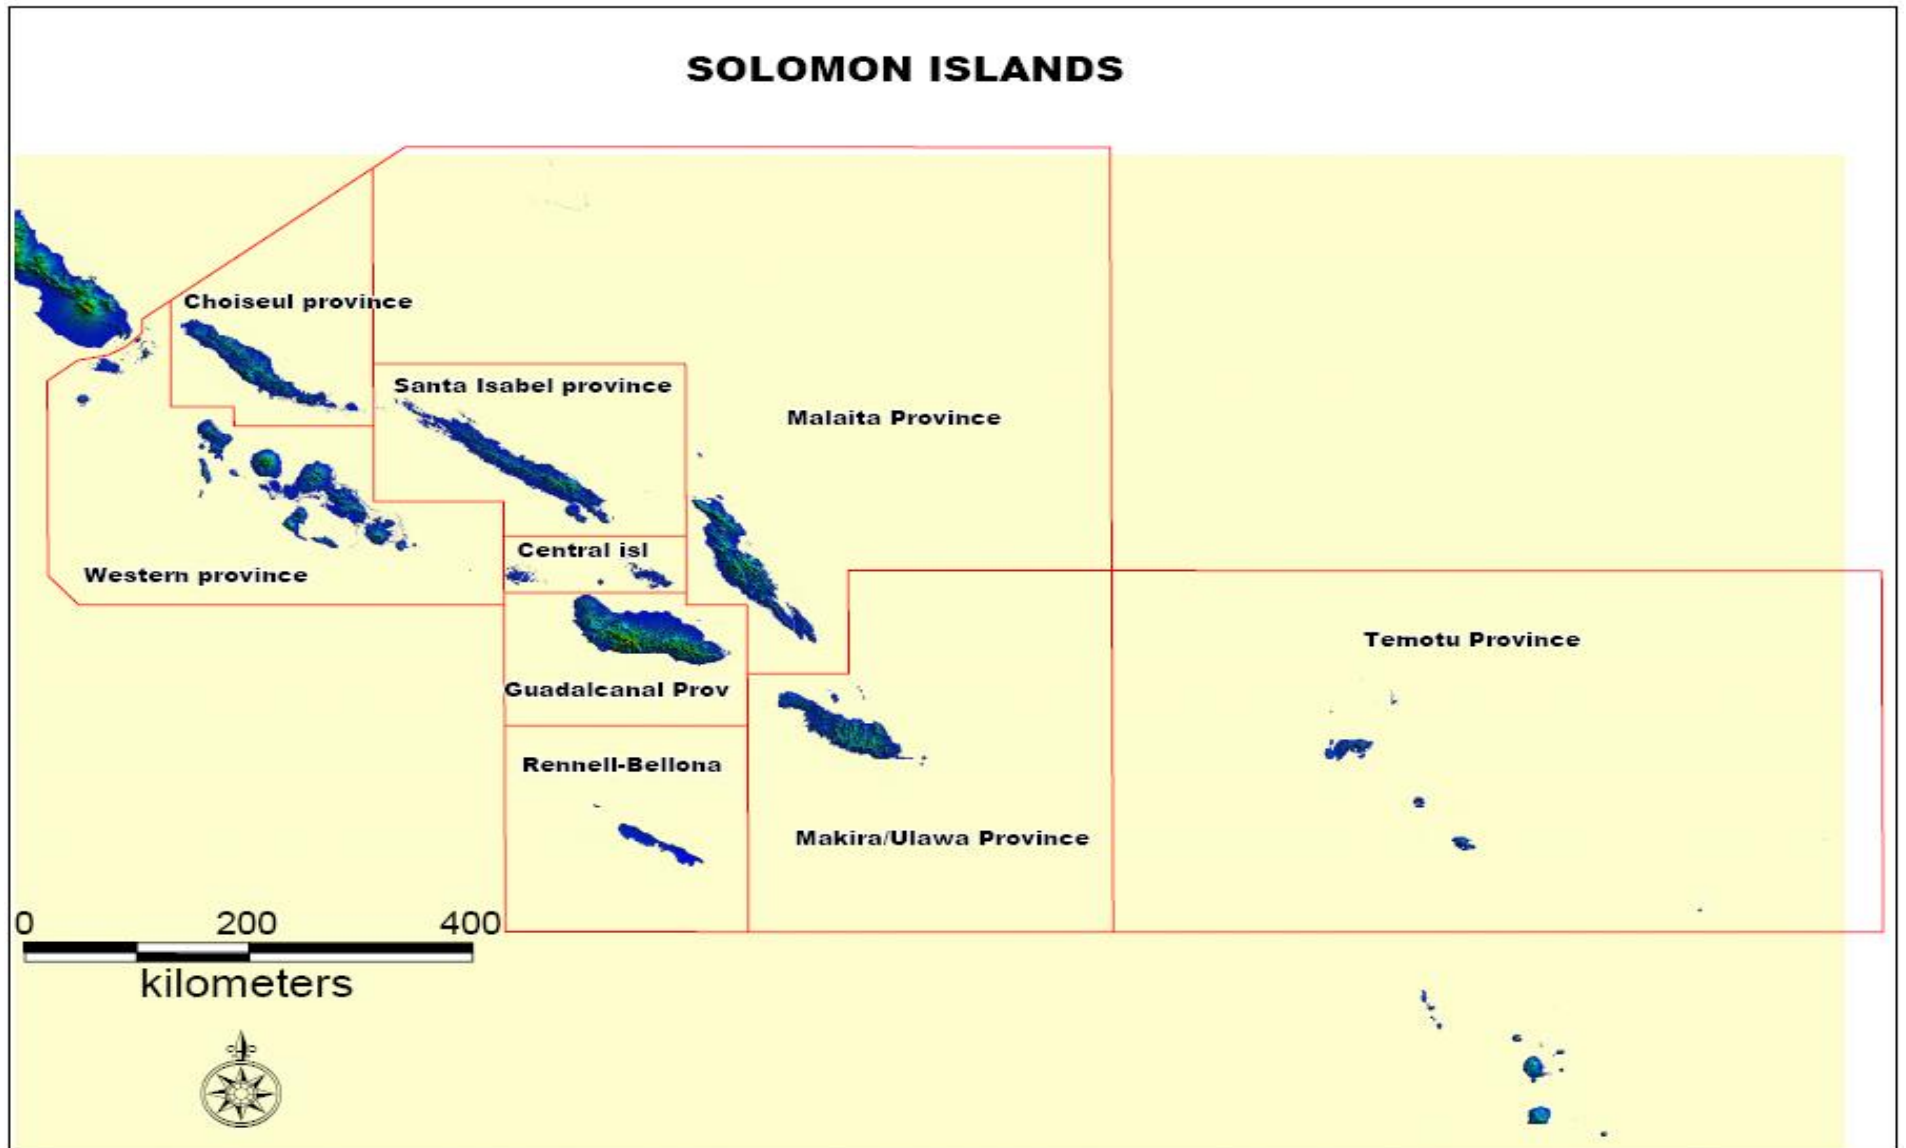 SOLOMON ISLANDS
Choiseul province
Santa Isabel province
Malaita Province
Central isl
Western province
Temotu Province
Guadalcanal Prov
Rennell-Bellona
Makira/Ulawa Province
0 200 400
kilometers